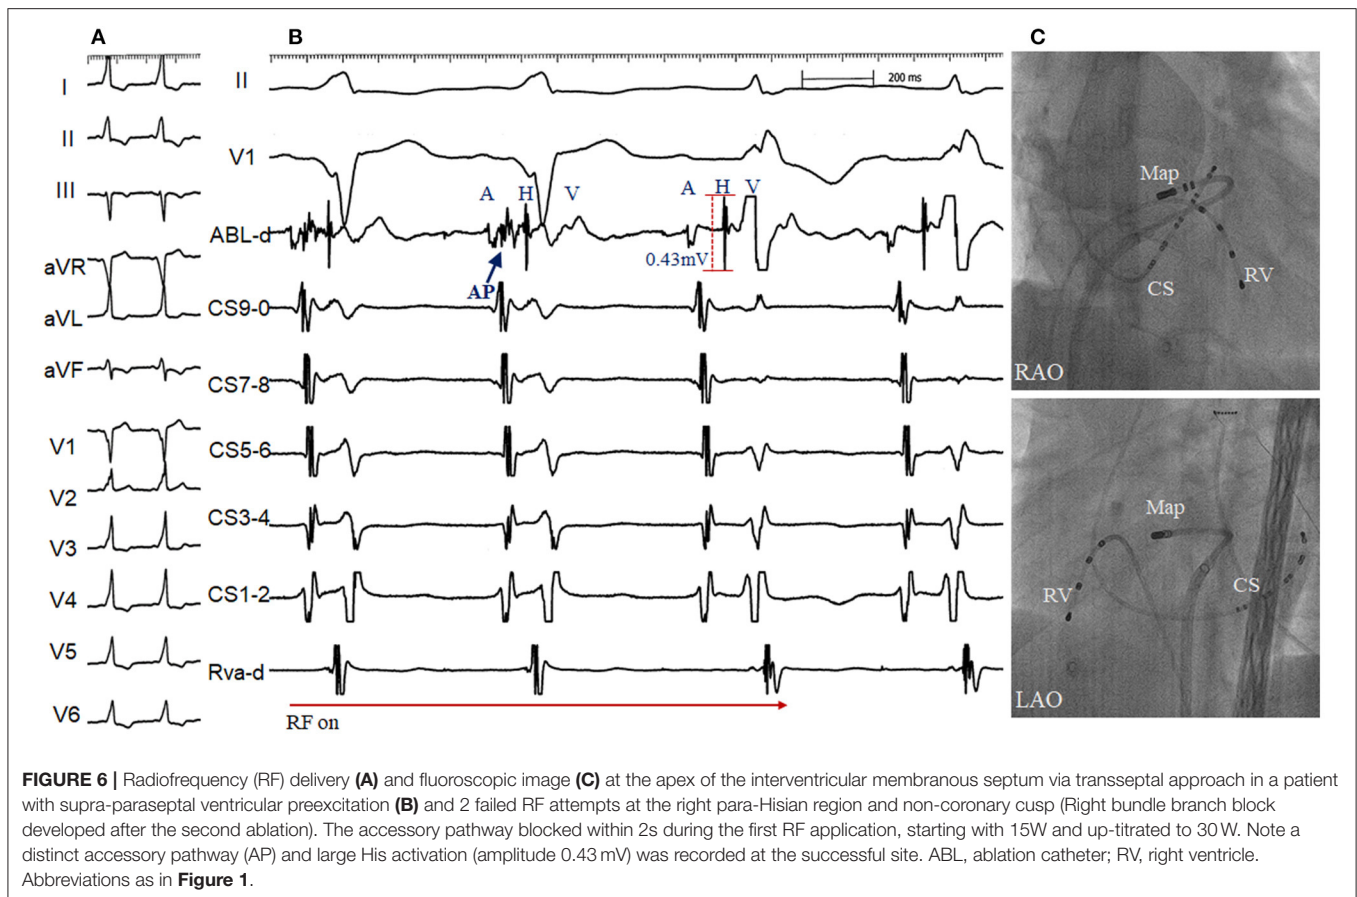 A
B
C
I
II
III
aVR
aVL
aVF
V1
V2
V3
V4
V5
V6
II
200 ms
V1
A H V
A H V
ABL-d
0.43mV
AP
CS9-0
CS7-8
CS5-6
CS3-4
CS1-2
Rva-d
RF on
Map
RV
CS
RAO
Map
RV
CS
LAO
FIGURE 6 | Radiofrequency (RF) delivery (A) and fluoroscopic image (C) at the apex of the interventricular membranous septum via transseptal approach in a patient
with supra-paraseptal ventricular preexcitation (B) and 2 failed RF attempts at the right para-Hisian region and non-coronary cusp (Right bundle branch block
developed after the second ablation). The accessory pathway blocked within 2s during the first RF application, starting with 15W and up-titrated to 30W. Note a
distinct accessory pathway (AP) and large His activation (amplitude 0.43 mV) was recorded at the successful site. ABL, ablation catheter; RV, right ventricle.
Abbreviations as in Figure 1.